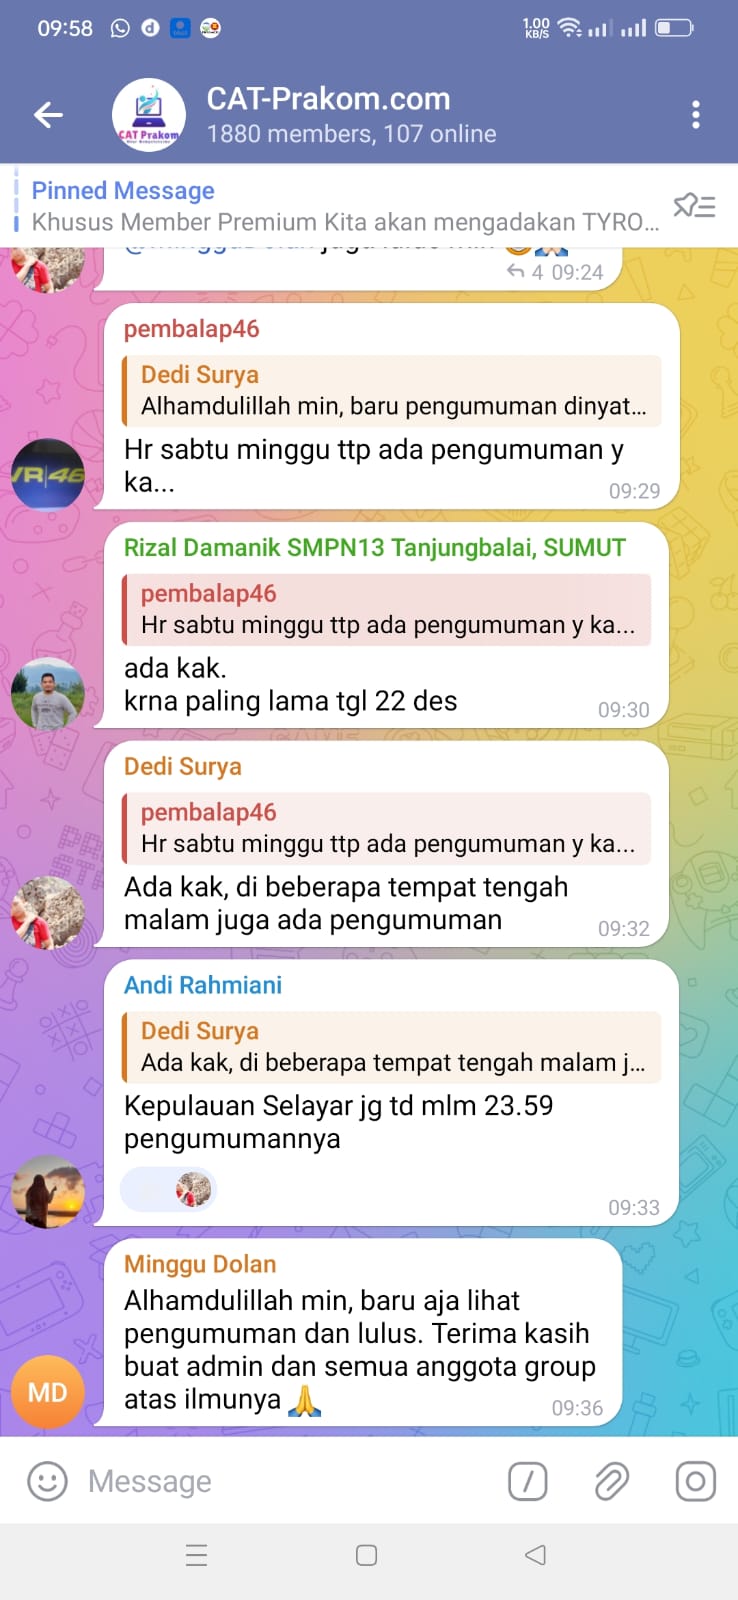 09:58
1.00
KB/S
CAT-Prakom.com
CAT Prakom
1880 members, 107 online
Pinned Message
Khusus Member Premium Kita akan mengadakan TYRO...
4 09:24
pembalap46
Dedi Surya
Alhamdulillah min, baru pengumuman dinyat...
Hr sabtu minggu ttp ada pengumuman y
ka...
09:29
VR|46
Rizal Damanik SMPN13 Tanjungbalai, SUMUT
pembalap46
Hr sabtu minggu ttp ada pengumuman y ka...
ada kak.
krna paling lama tgl 22 des
09:30
Dedi Surya
pembalap46
Hr sabtu minggu ttp ada pengumuman y ka...
Ada kak, di beberapa tempat tengah
malam juga ada pengumuman
09:32
Andi Rahmiani
Dedi Surya
Ada kak, di beberapa tempat tengah malam j...
Kepulauan Selayar jg td mlm 23.59
pengumumannya
09:33
Minggu Dolan
Alhamdulillah min, baru aja lihat
pengumuman dan lulus. Terima kasih
buat admin dan semua anggota group
atas ilmunya 🙏
09:36
MD
Message